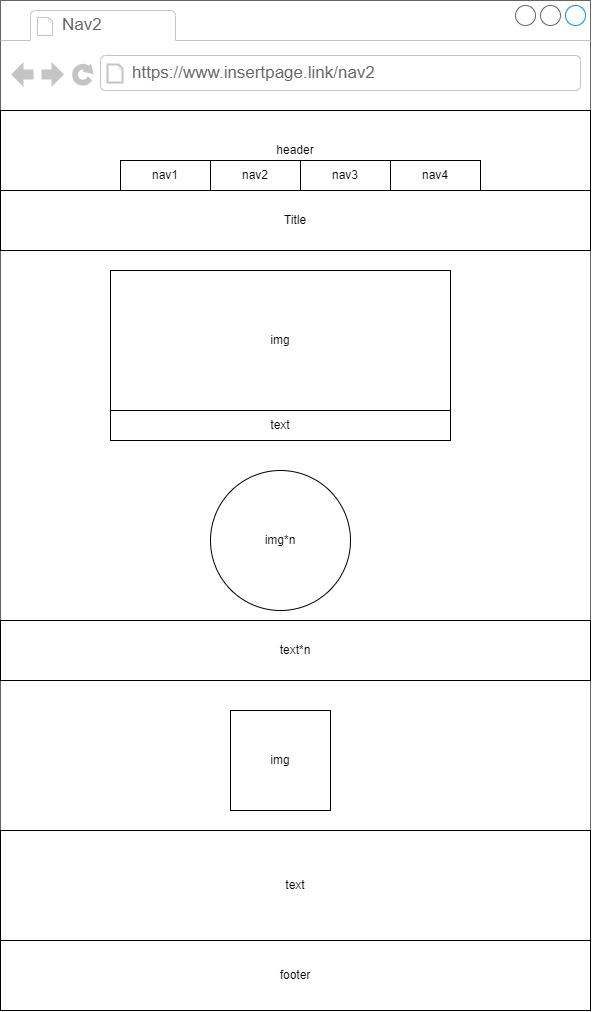 Nav2
https://www.insertpage.link/nav2
header
nav1 nav2 nav3 nav4
Title
img
text
img*n
text*n
img
text
footer